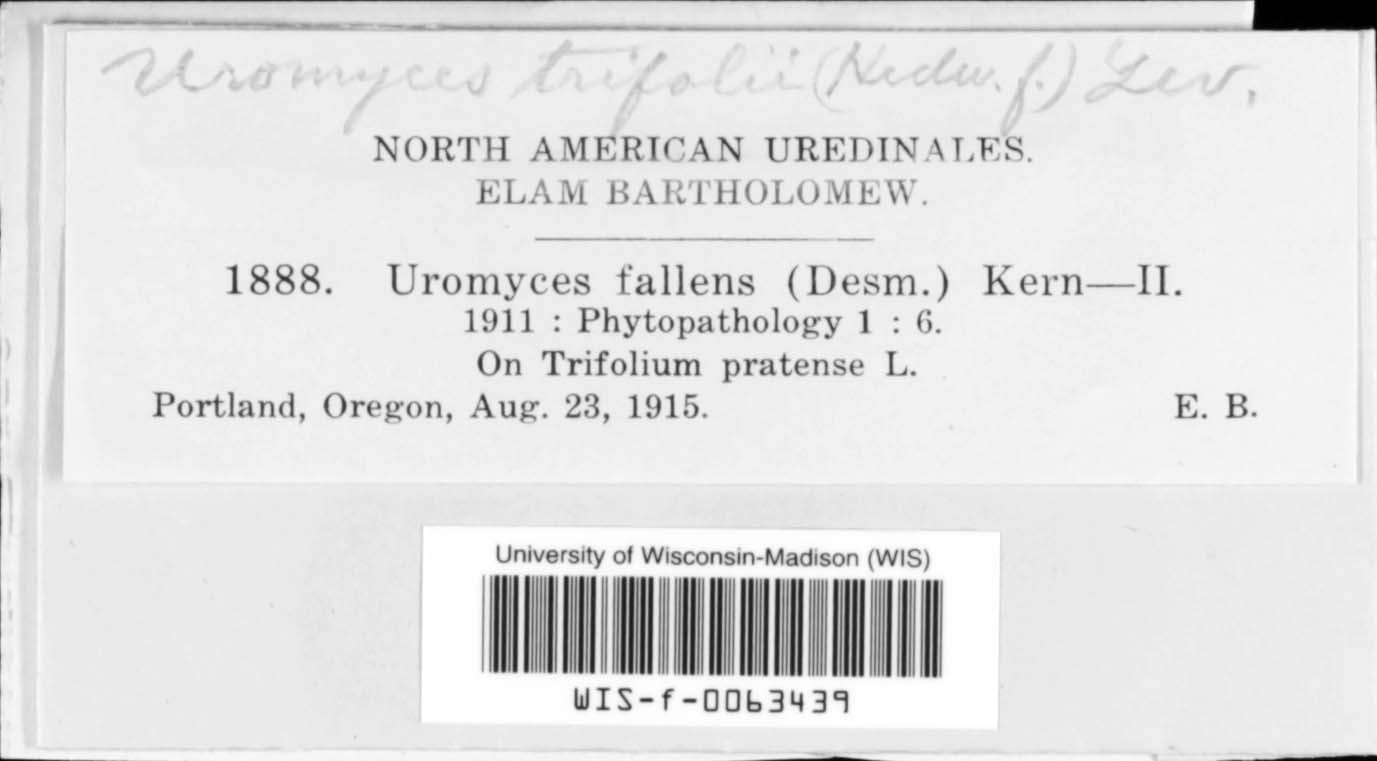 Uromyces trifolii (Hedw. f.) Lev.
NORTH AMERICAN UREDINALES.
ELAM BARTHOLOMEW.
1888. Uromyces fallens (Desm.) Kern—II.
1911 : Phytopathology 1 : 6.
On Trifolium pratense L.
Portland, Oregon, Aug. 23, 1915. E. B.
University of Wisconsin-Madison (WIS)
WIS-f-0063439